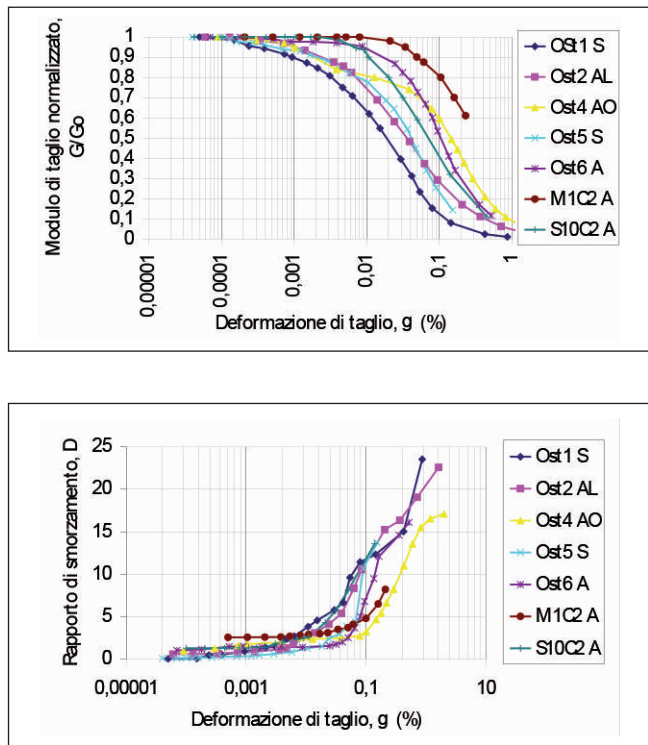 Modulo di taglio normalizzato,
G/Go
1
0,9
0,8
0,7
0,6
0,5
0,4
0,3
0,2
0,1
0
0,00001
0,0001
0,001
0,01
0,1
1
Deformazione di taglio, g (%)
OSt1 S
Ost2 AL
Ost4 AO
Ost5 S
Ost6 A
M1C2 A
S10C2 A
Rapporto di smorzamento, D
25
20
15
10
5
0
0,00001
0,001
0,1
10
Deformazione di taglio, g (%)
Ost1 S
Ost2 AL
Ost4 AO
Ost5 S
Ost6 A
M1C2 A
S10C2 A